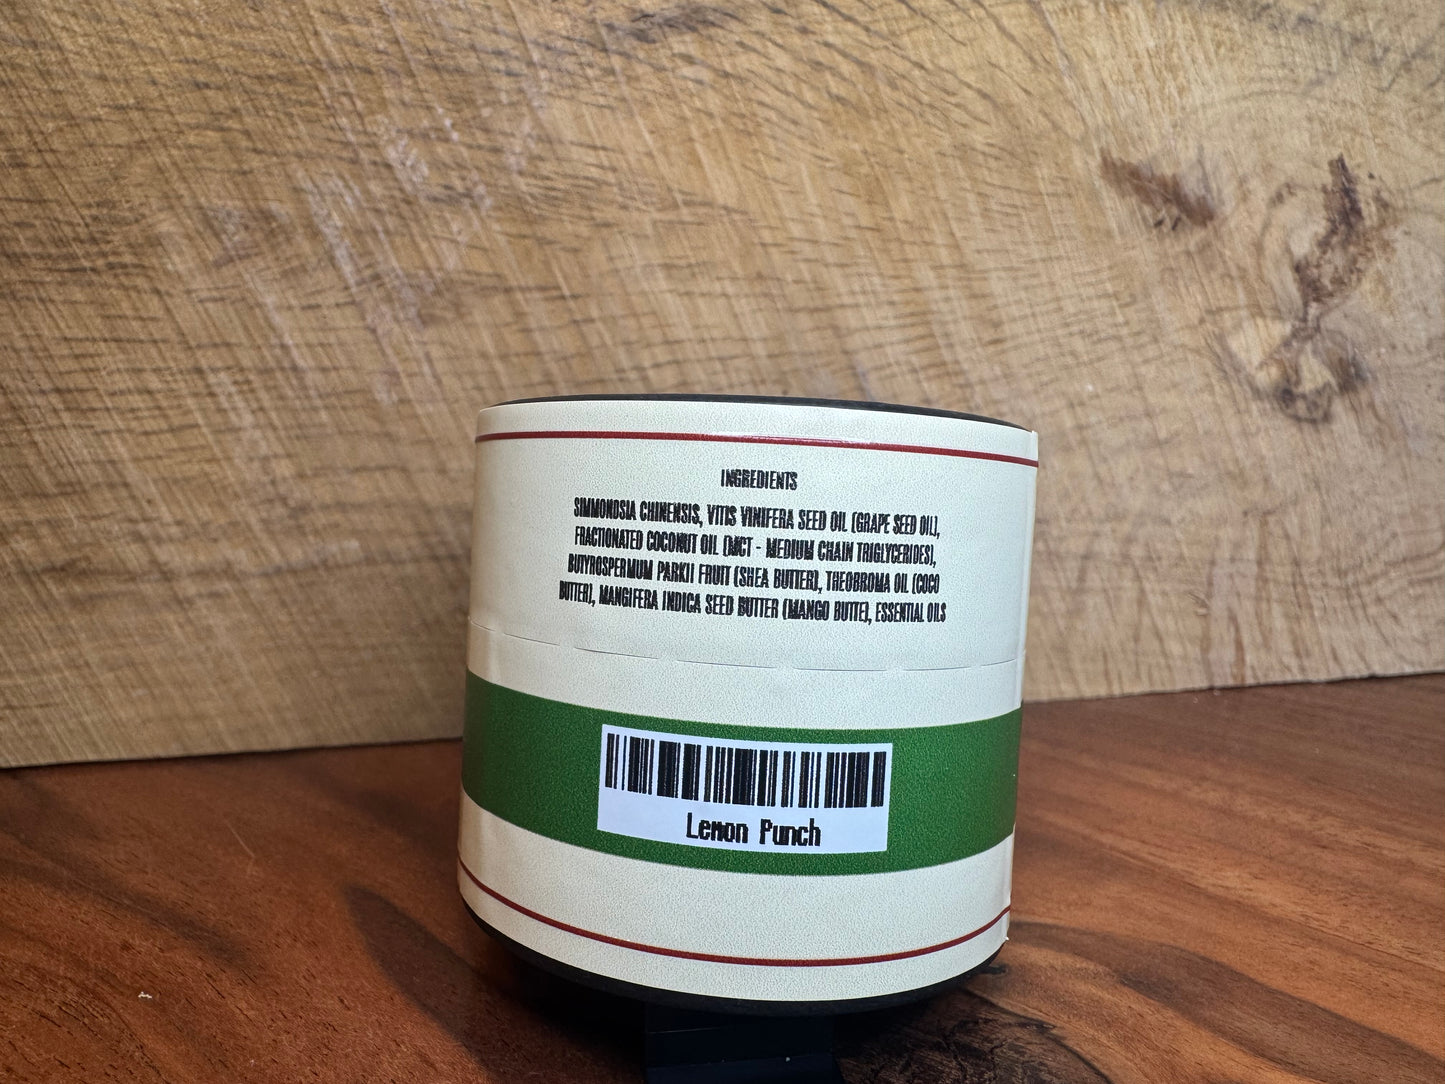 INGREDIENTS
SIMMONDSIA CHINENSIS, VITIS VINIFERA SEED OIL (GRAPE SEED OIL),
FRACTIONATED COCONUT OIL (MCT - MEDIUM CHAIN TRIGLYCERIDES),
BUTYROSPERMUM PARKII FRUIT (SHEA BUTTER), THEOBROMA OIL (COCO
BUTTER), MANGIFERA INDICA SEED BUTTER (MANGO BUTTE), ESSENTIAL OILS
Lemon Punch